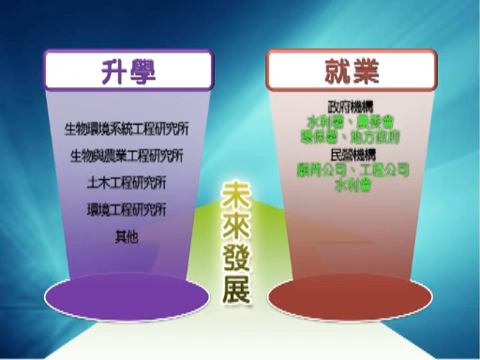 升學
生物環境系統工程研究所
生物與農業工程研究所
土木工程研究所
環境工程研究所
其他
未來發展
就業
政府機構
水利署、農委會
環保署、地方政府
民營機構
顧問公司、工程公司
水利會